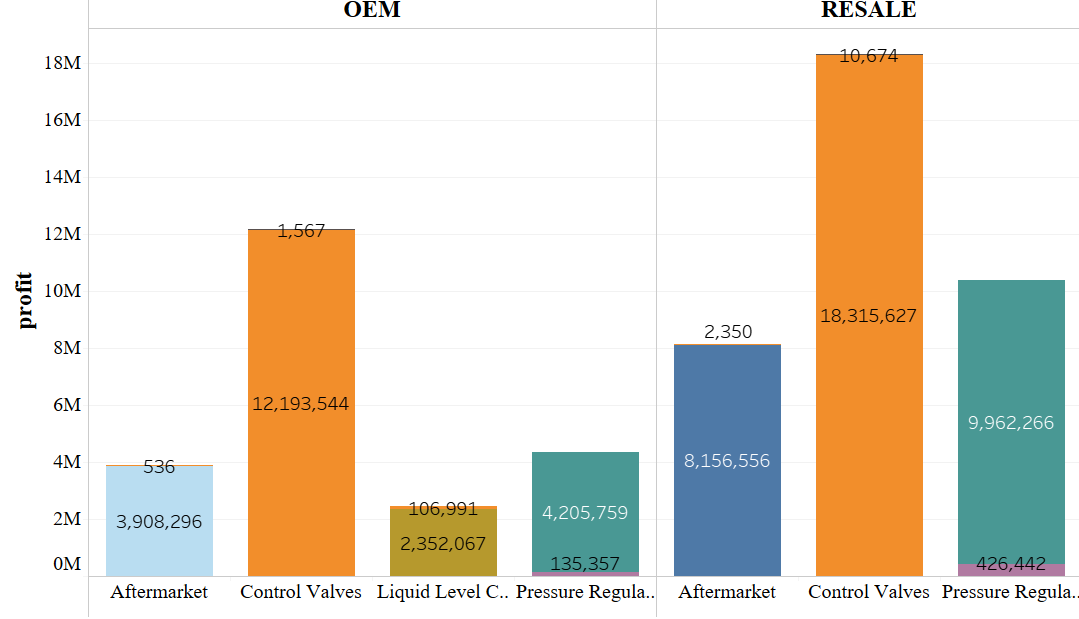 OEM
RESALE
profit
18M
16M
14M
12M
10M
8M
6M
4M
2M
0M
536
3,908,296
1,567
12,193,544
106,991
2,352,067
4,205,759
135,357
2,350
8,156,556
10,674
18,315,627
9,962,266
426,442
Aftermarket
Control Valves
Liquid Level C..
Pressure Regula..
Aftermarket
Control Valves
Pressure Regula..